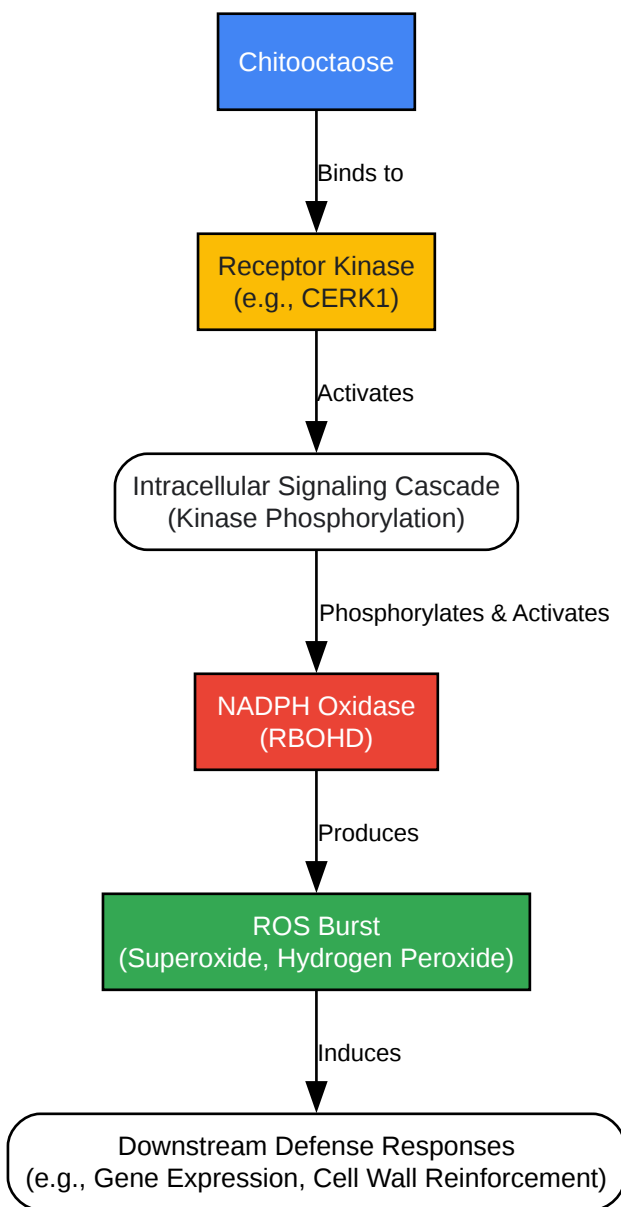 Chitooctaose
Binds to
Receptor Kinase
(e.g., CERK1)
Activates
Intracellular Signaling Cascade
(Kinase Phosphorylation)
Phosphorylates & Activates
NADPH Oxidase
(RBOHD)
Produces
ROS Burst
(Superoxide, Hydrogen Peroxide)
Induces
Downstream Defense Responses
(e.g., Gene Expression, Cell Wall Reinforcement)